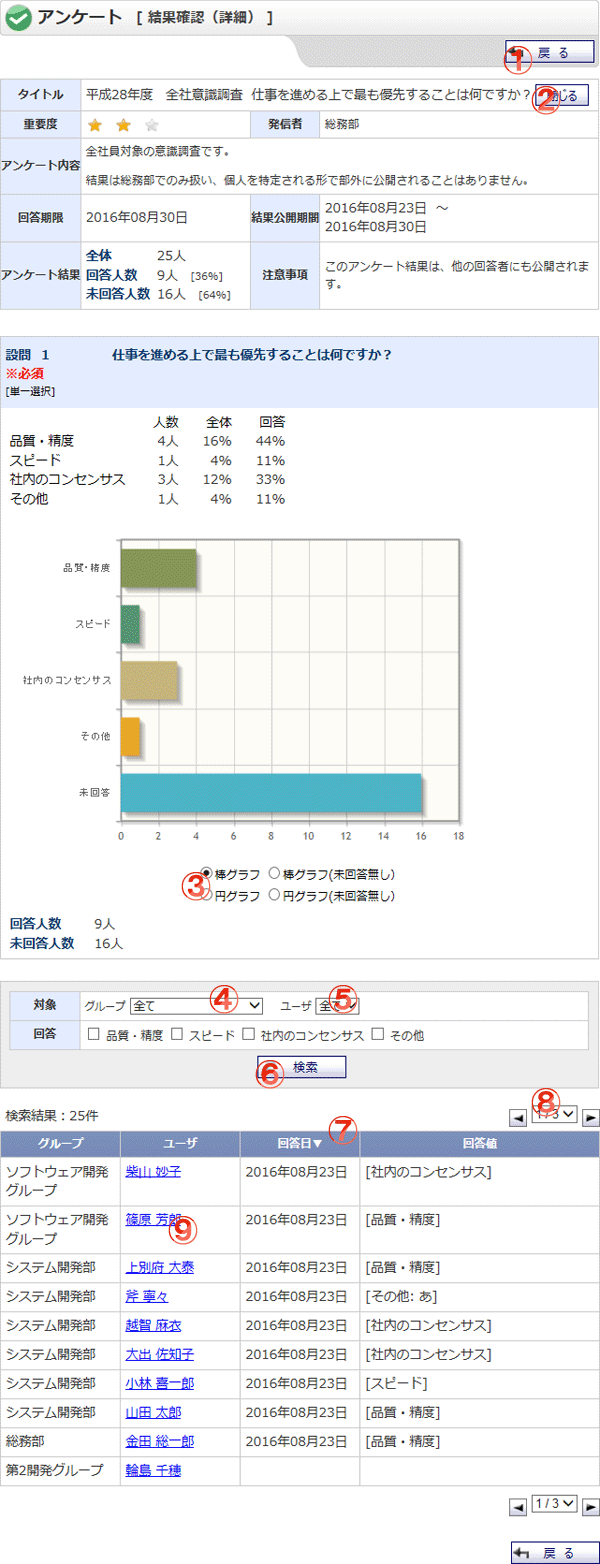 アンケート [ 結果確認（詳細） ]
① 戻 る
タイトル 平成28年度　全社意識調査　仕事を進める上で最も優先することは何ですか？ ② 閉じる
重要度 発信者 総務部
アンケート内容 全社員対象の意識調査です。
結果は総務部でのみ扱い、個人を特定される形で部外に公開されることはありません。
回答期限 2016年08月30日 結果公開期間 2016年08月23日　～
2016年08月30日
アンケート結果 全体 25人
回答人数 9人 [36%]
未回答人数 16人 [64%]
注意事項 このアンケート結果は、他の回答者にも公開されま
す。
設問 1 仕事を進める上で最も優先することは何ですか？
※必須
[単一選択]
人数 全体 回答
品質・精度 4人 16% 44%
スピード 1人 4% 11%
社内のコンセンサス 3人 12% 33%
その他 1人 4% 11%
品質・精度
スピード
社内のコンセンサス
その他
未回答
0 2 4 6 8 10 12 14 16 18
棒グラフ 棒グラフ(未回答無し)
③ 円グラフ 円グラフ(未回答無し)
回答人数 9人
未回答人数 16人
対象 グループ 全て ④ ユーザ 全て ⑤
回答 品質・精度 スピード 社内のコンセンサス その他
⑥ 検索
検索結果：25件 ◄ 1 / 3 ⑧ ►
グループ ユーザ 回答日▼ ⑦ 回答値
ソフトウェア開発 柴山 妙子 2016年08月23日 [社内のコンセンサス]
グループ
ソフトウェア開発 篠原 芳郎 ⑨ 2016年08月23日 [品質・精度]
グループ
システム開発部 上別府 大泰 2016年08月23日 [品質・精度]
システム開発部 斧 寧々 2016年08月23日 [その他: あ]
システム開発部 越智 麻衣 2016年08月23日 [社内のコンセンサス]
システム開発部 大出 佐知子 2016年08月23日 [社内のコンセンサス]
システム開発部 小林 喜一郎 2016年08月23日 [スピード]
システム開発部 山田 太郎 2016年08月23日 [品質・精度]
総務部 金田 総一郎 2016年08月23日 [品質・精度]
第2開発グループ 輪島 千穂
◄ 1 / 3 ►
戻 る